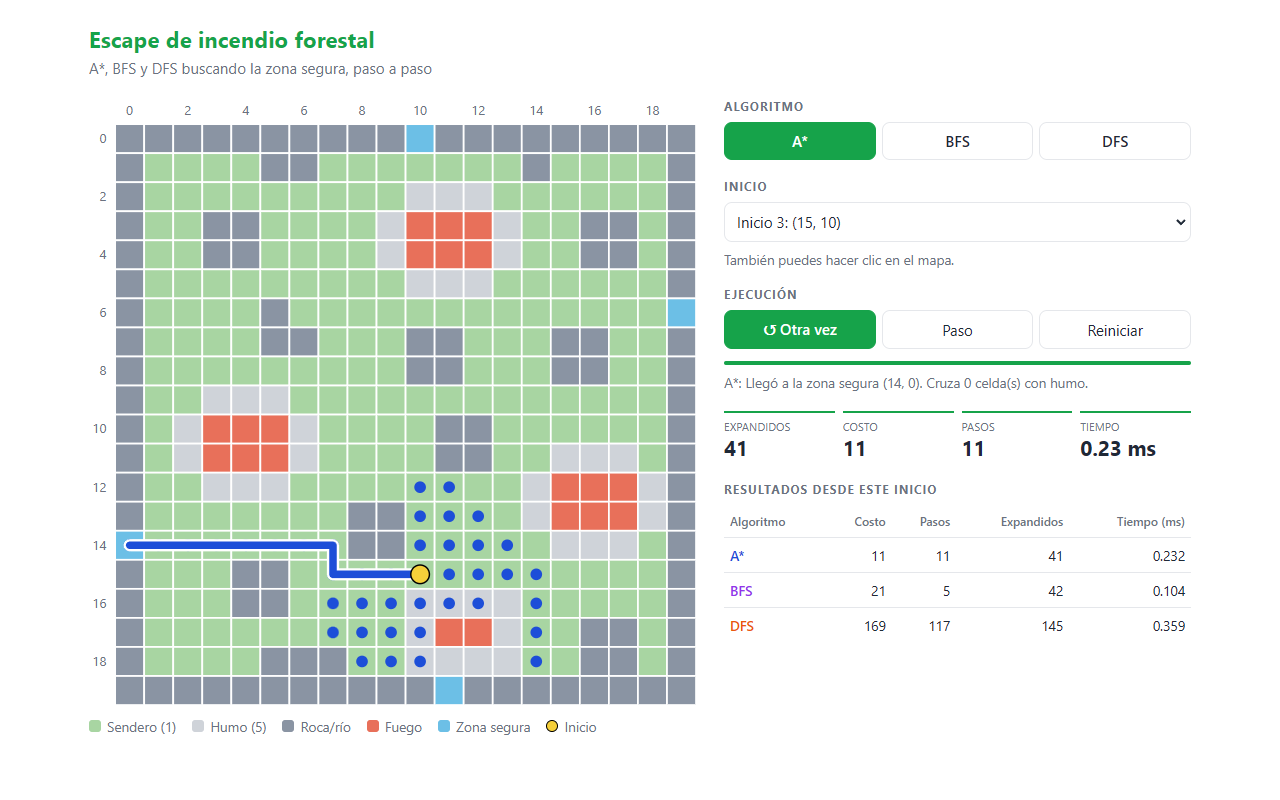 Escape de incendio forestal
A*, BFS y DFS buscando la zona segura, paso a paso
0 2 4 6 8 10 12 14 16 18
0
2
4
6
8
10
12
14
16
18
Sendero (1) Humo (5) Roca/río Fuego Zona segura Inicio
ALGORITMO
A* BFS DFS
INICIO
Inicio 3: (15, 10)
También puedes hacer clic en el mapa.
EJECUCIÓN
↺ Otra vez Paso Reiniciar
A*: Llegó a la zona segura (14, 0). Cruza 0 celda(s) con humo.
EXPANDIDOS COSTO PASOS TIEMPO
41 11 11 0.23 ms
RESULTADOS DESDE ESTE INICIO
Algoritmo Costo Pasos Expandidos Tiempo (ms)
A* 11 11 41 0.232
BFS 21 5 42 0.104
DFS 169 117 145 0.359